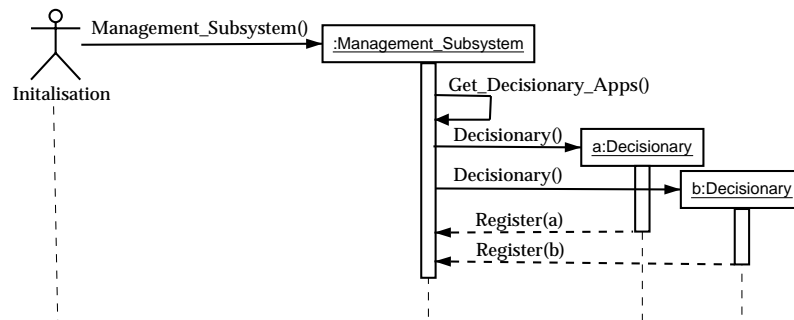 Management_Subsystem()
:Management_Subsystem
Initalisation
Get_Decisionary_Apps()
Decisionary()
a:Decisionary
Decisionary()
b:Decisionary
Register(a)
Register(b)